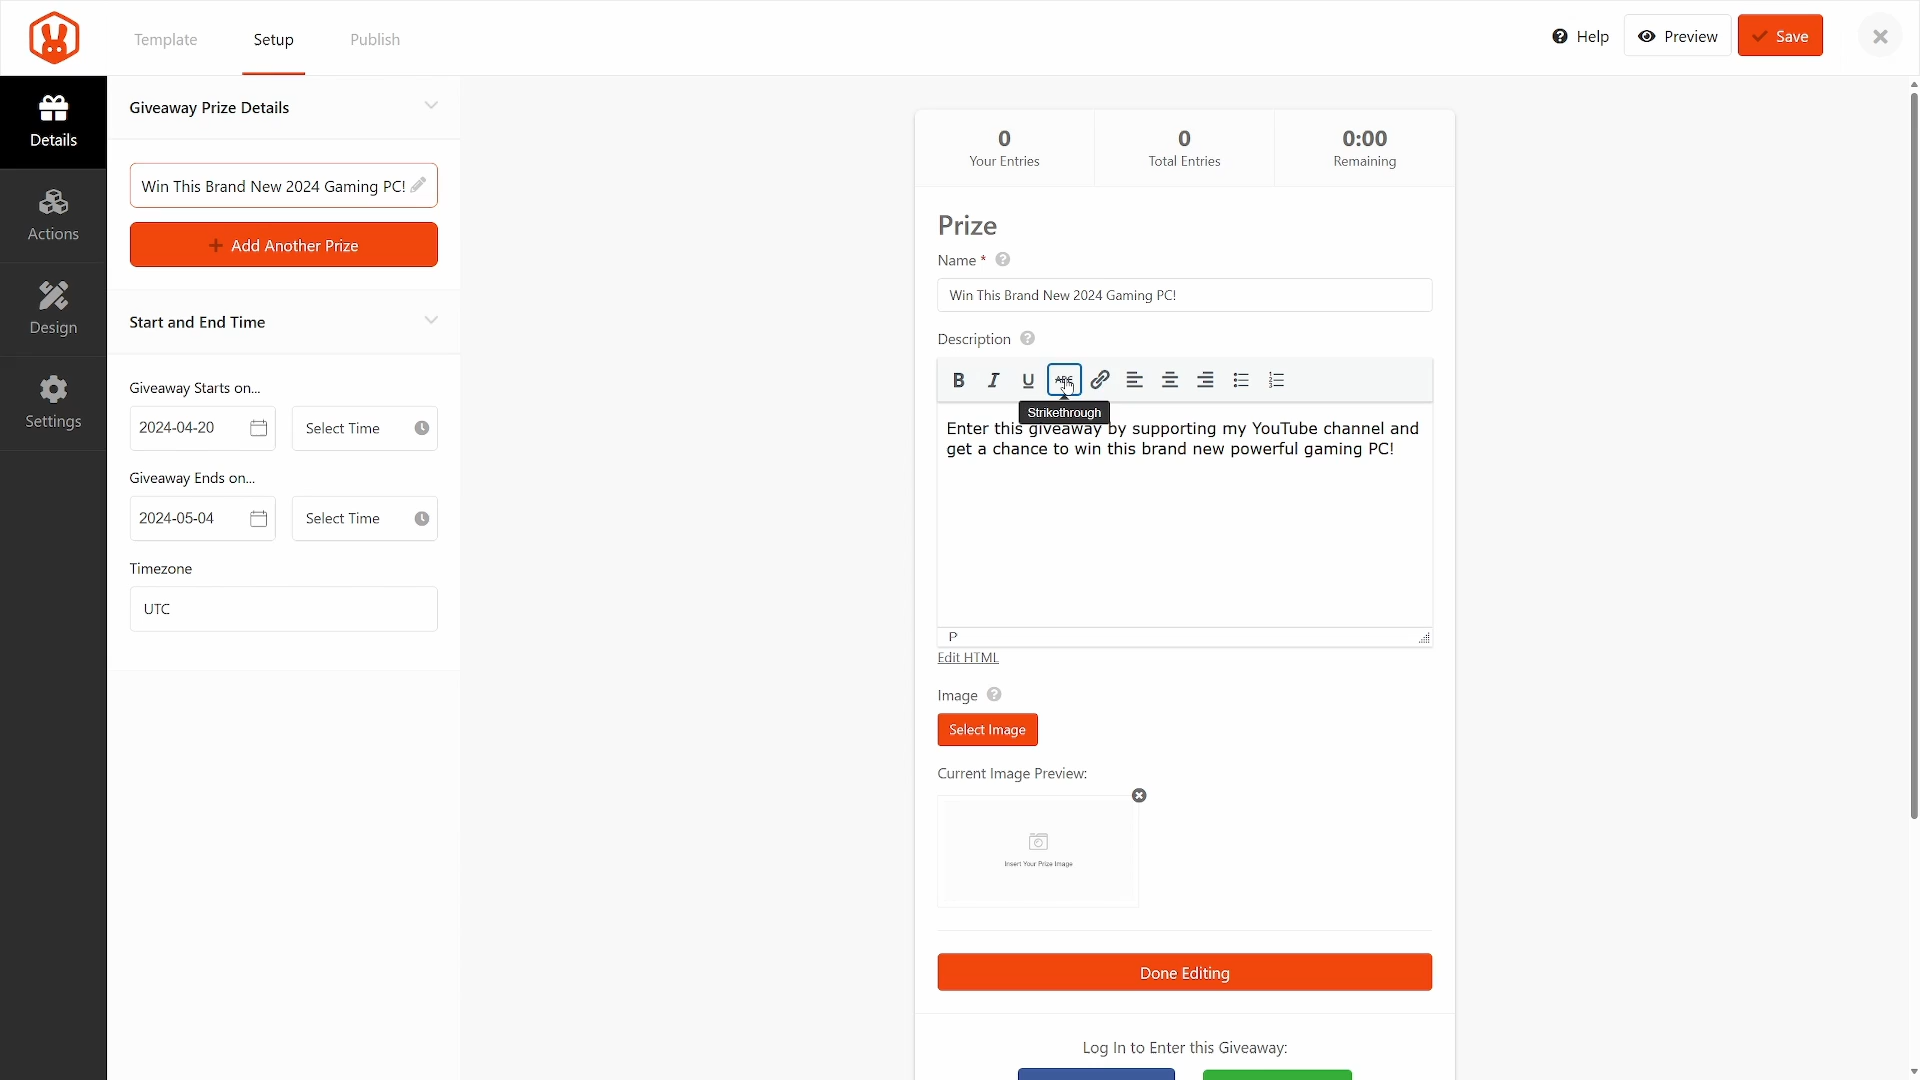 Template
Setup
Publish
Help
Preview
Save
Details
Actions
Design
Settings
Giveaway Prize Details
Win This Brand New 2024 Gaming PC!
+ Add Another Prize
Start and End Time
Giveaway Starts on...
2024-04-20
Select Time
Giveaway Ends on...
2024-05-04
Select Time
Timezone
UTC
0
Your Entries
0
Total Entries
0:00
Remaining
Prize
Name *
Win This Brand New 2024 Gaming PC!
Description
B I U ABC
Strikethrough
Enter this giveaway by supporting my YouTube channel and
get a chance to win this brand new powerful gaming PC!
P
Edit HTML
Image
Select Image
Current Image Preview:
Insert Your Prize Image
Done Editing
Log In to Enter this Giveaway: